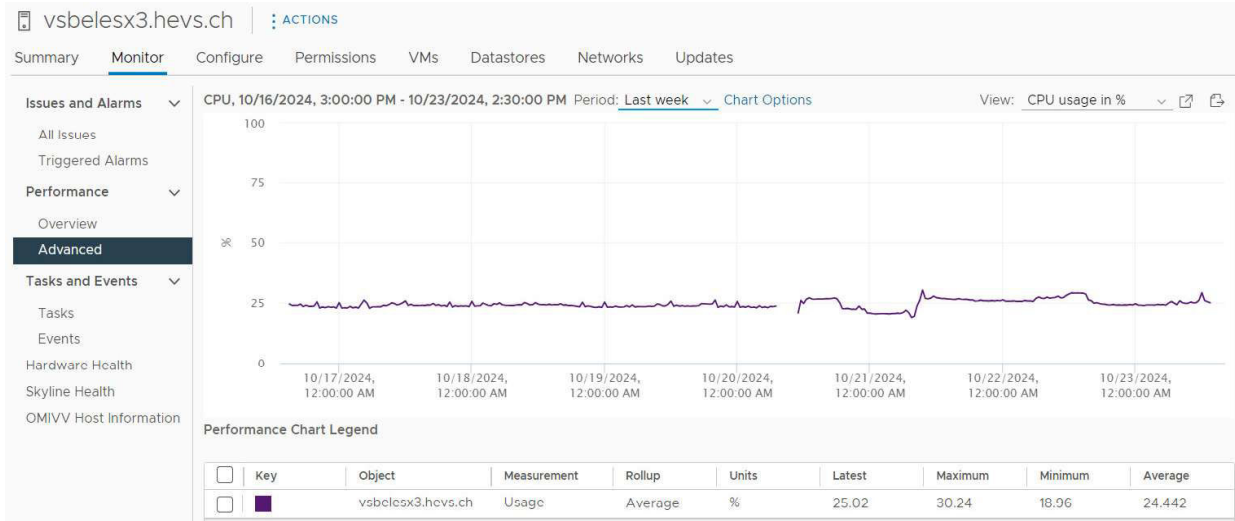 vsbelesx3.hevs.ch ACTIONS
Summary Monitor Configure Permissions VMs Datastores Networks Updates
Issues and Alarms
All Issues
Triggered Alarms
Performance
Overview
Advanced
Tasks and Events
Tasks
Events
Hardware Health
Skyline Health
OMIVV Host Information
CPU, 10/16/2024, 3:00:00 PM - 10/23/2024, 2:30:00 PM Period: Last week Chart Options View: CPU usage in %
100
75
% 50
25
0
10/17/2024, 10/18/2024, 10/19/2024, 10/20/2024, 10/21/2024, 10/22/2024, 10/23/2024,
12:00:00 AM 12:00:00 AM 12:00:00 AM 12:00:00 AM 12:00:00 AM 12:00:00 AM 12:00:00 AM
Performance Chart Legend
Key Object Measurement Rollup Units Latest Maximum Minimum Average
vsbelesx3.hevs.ch Usage Average % 25.02 30.24 18.96 24.442